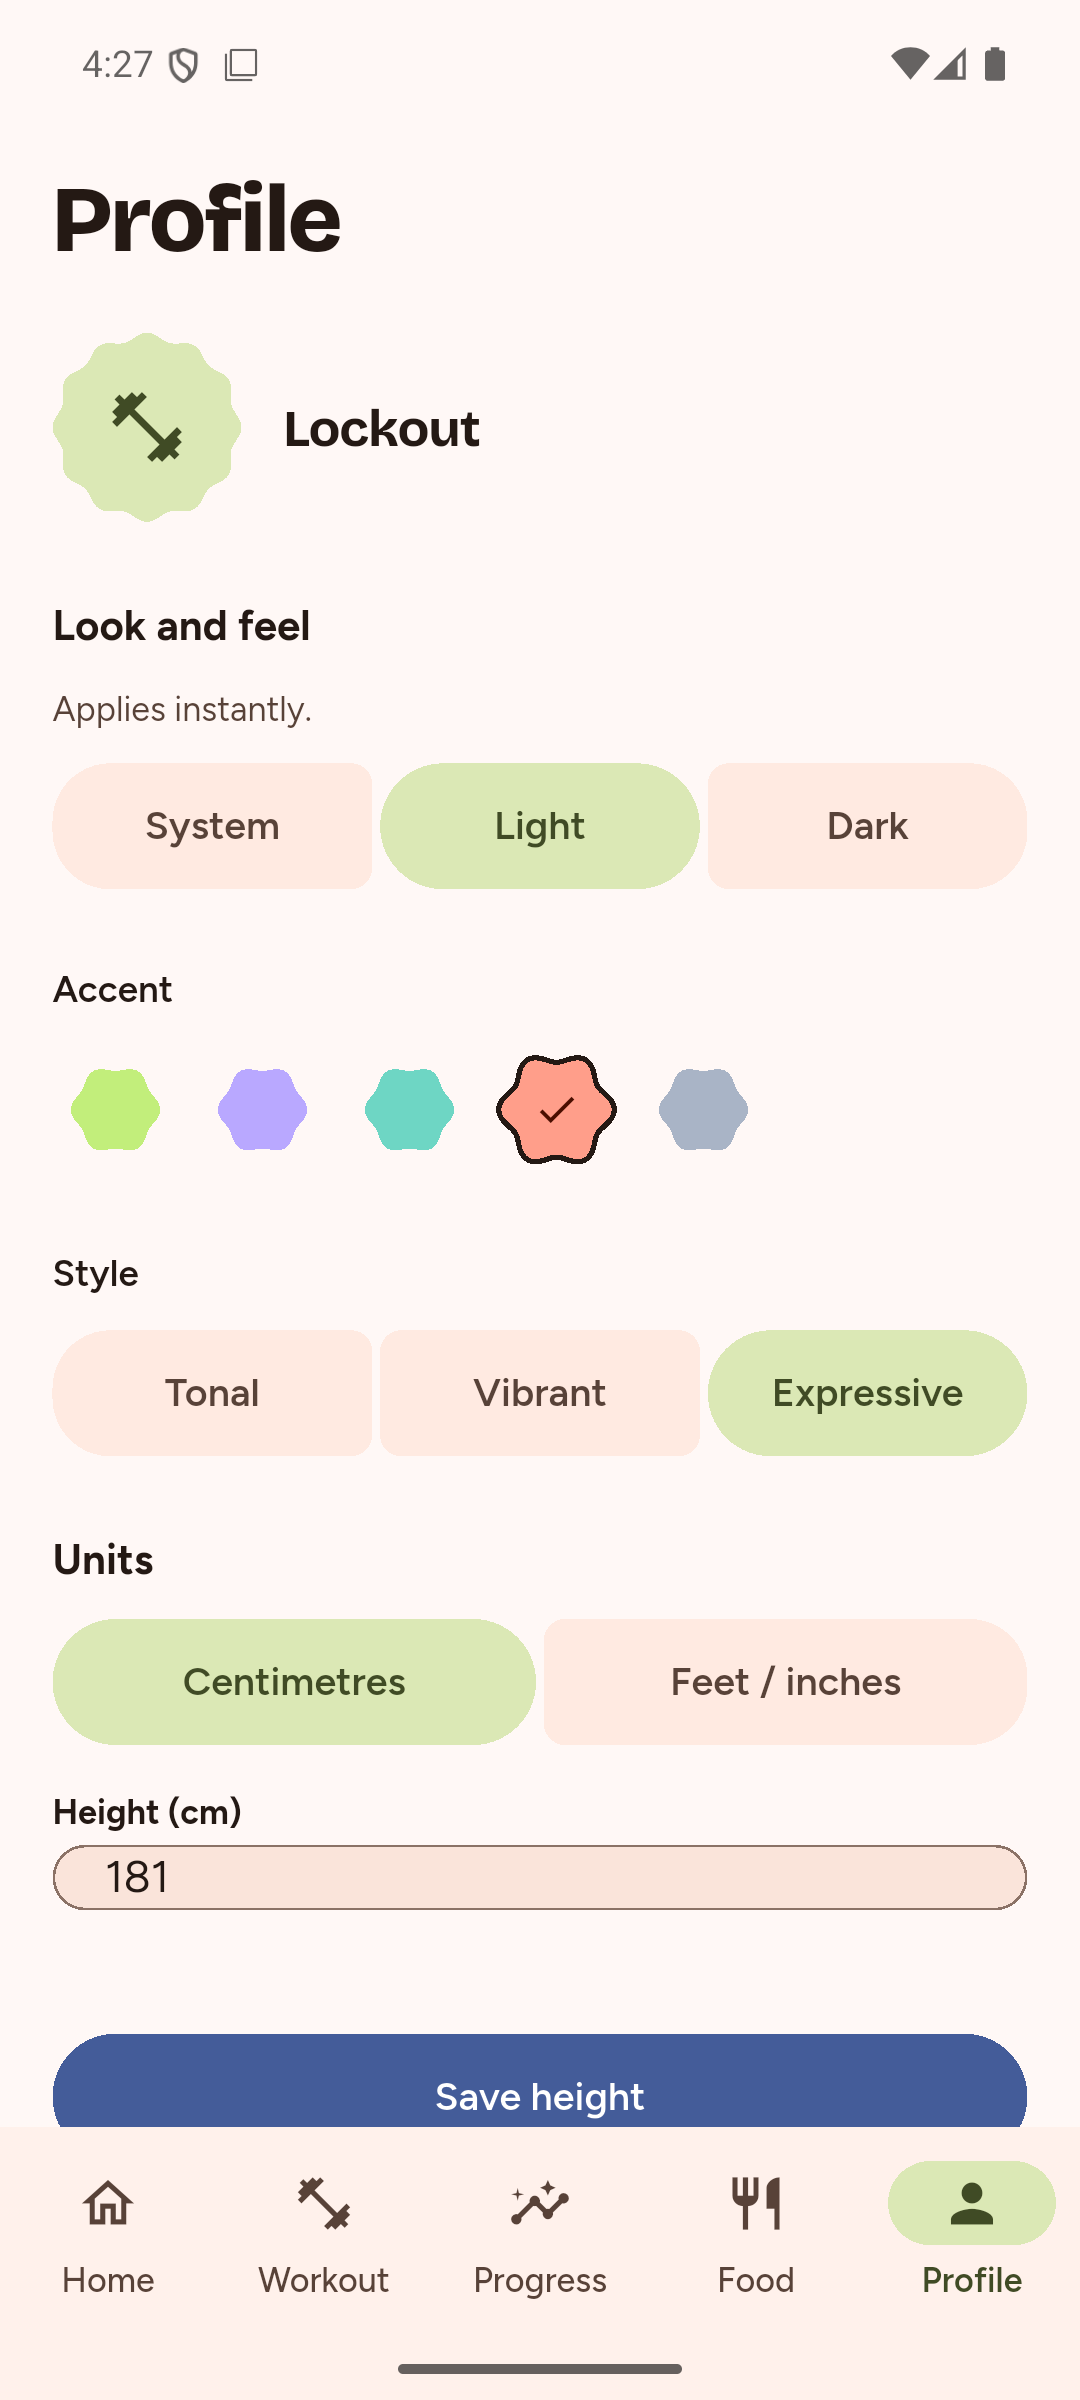 4:27
Profile
Lockout
Look and feel
Applies instantly.
System Light Dark
Accent
Style
Tonal Vibrant Expressive
Units
Centimetres Feet / inches
Height (cm)
181
Save height
Home Workout Progress Food Profile